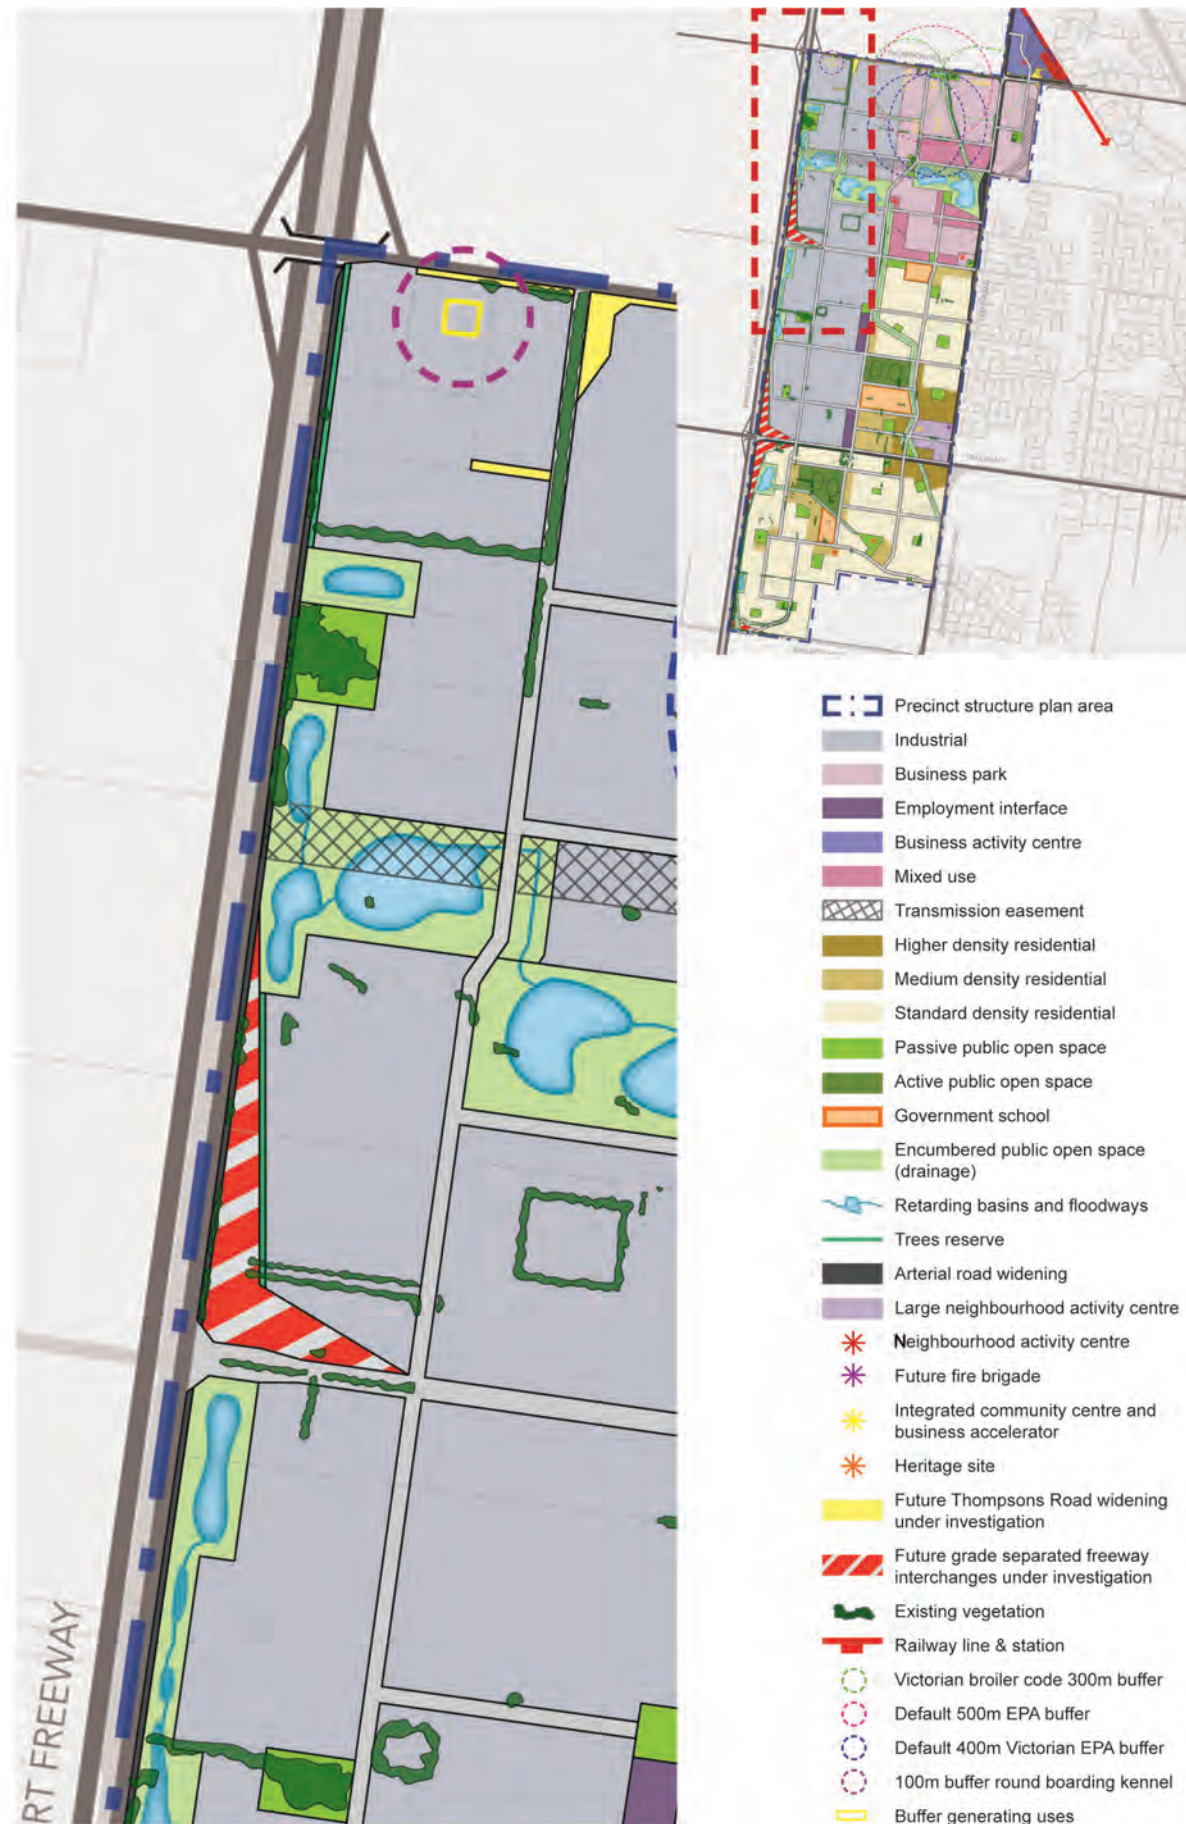 Precinct structure plan area
Industrial
Business park
Employment interface
Business activity centre
Mixed use
Transmission easement
Higher density residential
Medium density residential
Standard density residential
Passive public open space
Active public open space
Government school
Encumbered public open space
(drainage)
Retarding basins and floodways
Trees reserve
Arterial road widening
Large neighbourhood activity centre
Neighbourhood activity centre
Future fire brigade
Integrated community centre and
business accelerator
Heritage site
Future Thompsons Road widening
under investigation
Future grade separated freeway
interchanges under investigation
Existing vegetation
Railway line & station
Victorian broiler code 300m buffer
Default 500m EPA buffer
Default 400m Victorian EPA buffer
100m buffer round boarding kennel
Buffer generating uses
RT FREEWAY